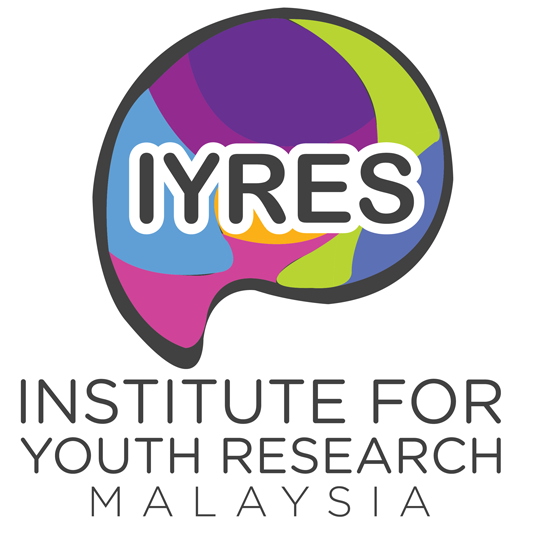 IYRES
INSTITUTE FOR
YOUTH RESEARCH
MALAYSIA